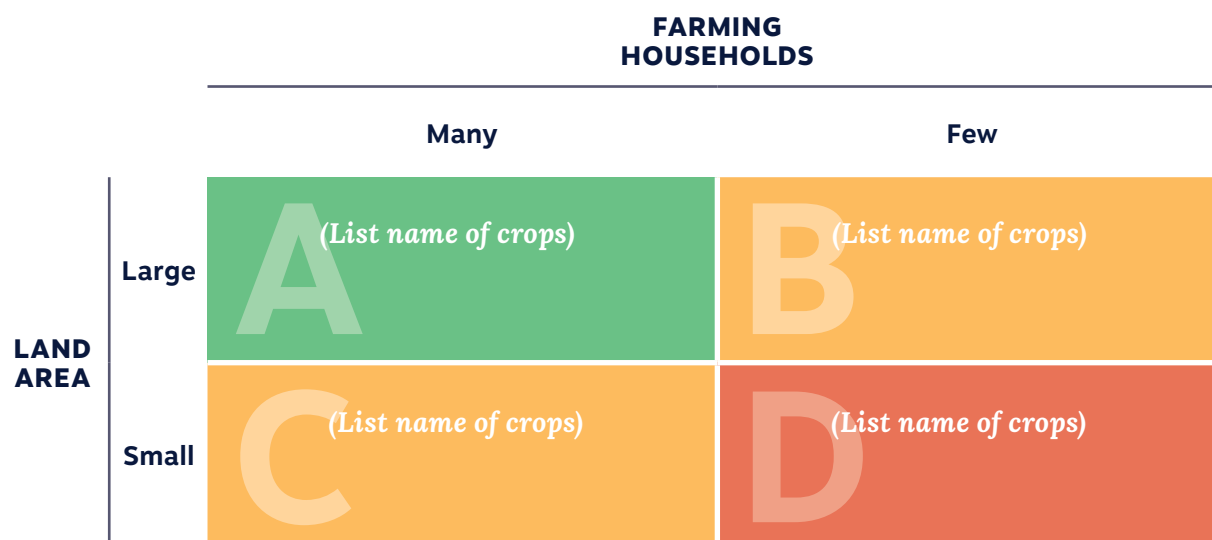 FARMING
HOUSEHOLDS
Many
Few
A
(List name of crops)
B
(List name of crops)
Large
LAND
AREA
C
(List name of crops)
D
(List name of crops)
Small